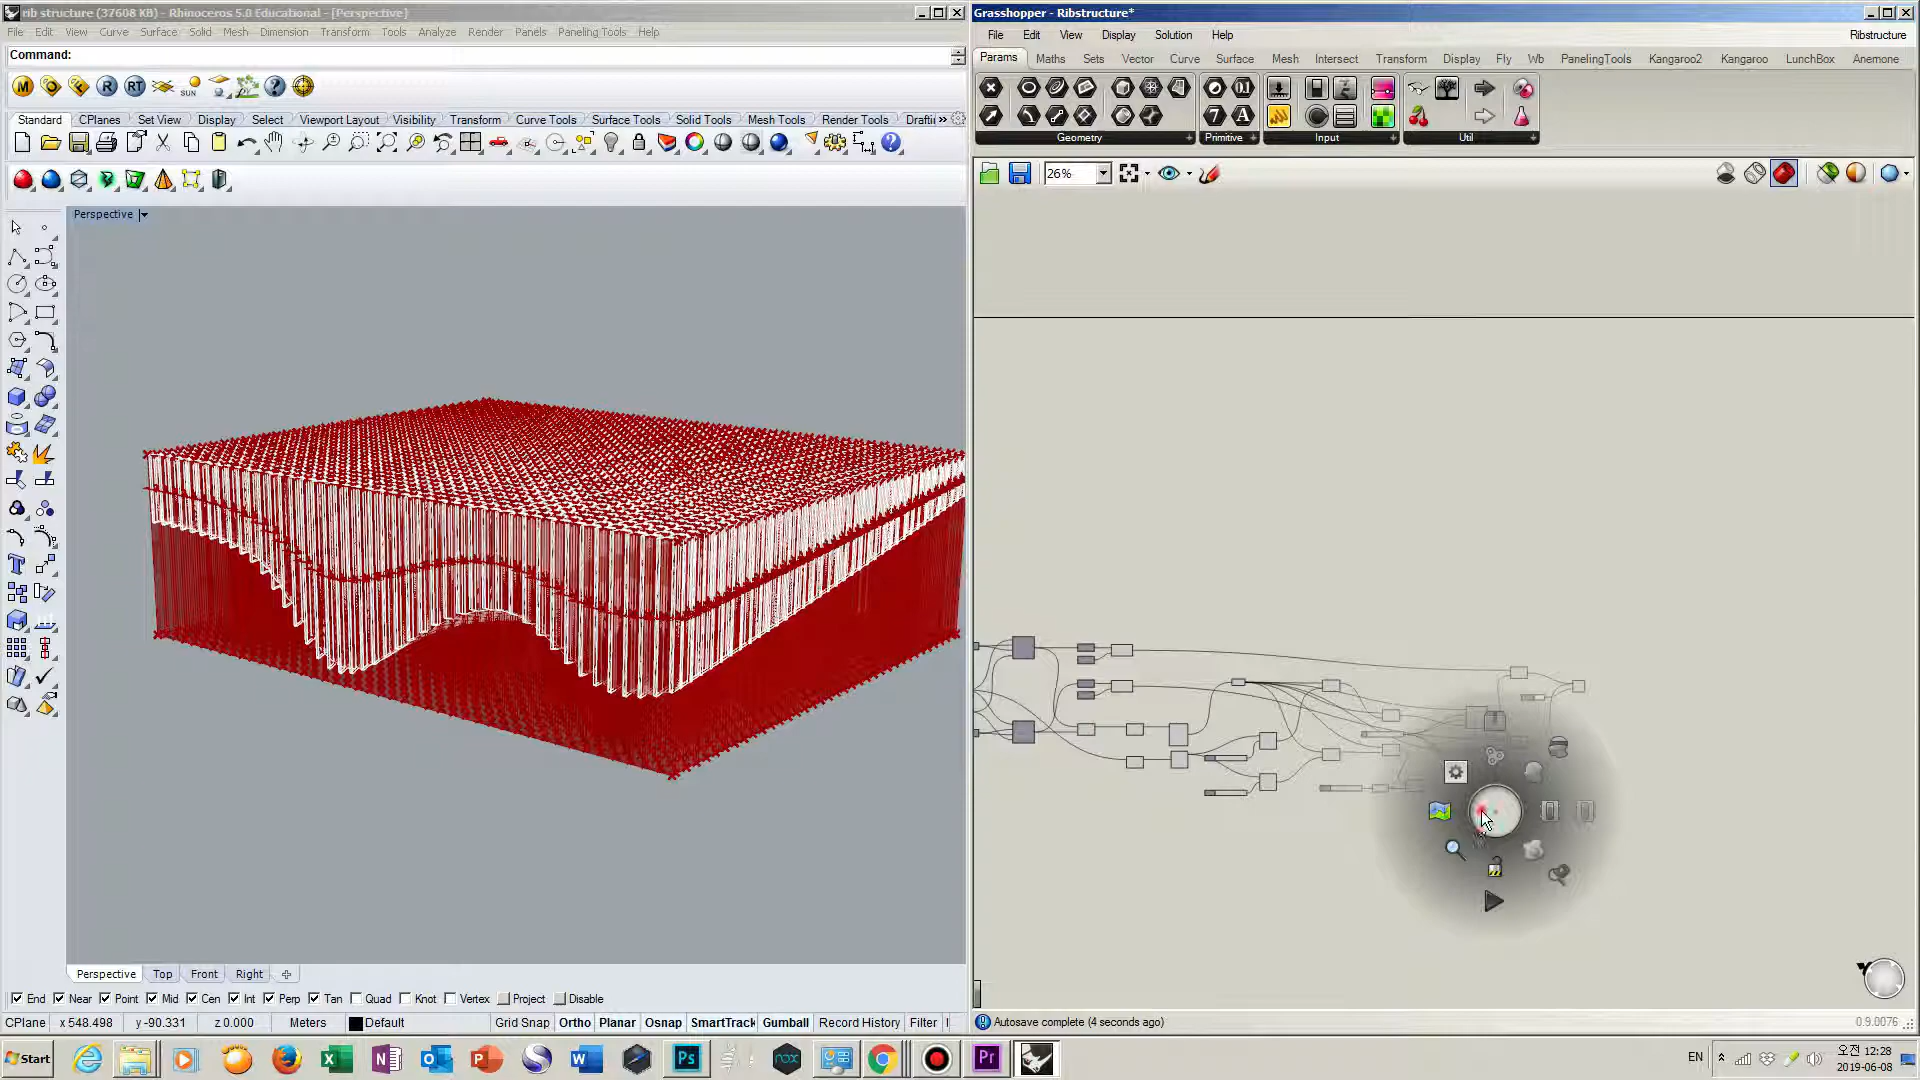 rib structure (37608 KB) - Rhinoceros 5.0 Educational - [Perspective]
File Edit View Curve Surface Solid Mesh Dimension Transform Tools Analyze Render Panels Paneling Tools Help
Command:
SUN
Standard CPlanes Set View Display Select Viewport Layout Visibility Transform Curve Tools Surface Tools Solid Tools Mesh Tools Render Tools Draftin »
Perspective
Perspective Top Front Right
End Near Point Mid Cen Int Perp Tan Quad Knot Vertex Project Disable
CPlane x 548.498 y -90.331 z 0.000 Meters Default Grid Snap Ortho Planar Osnap SmartTrack Gumball Record History Filter
Grasshopper - Ribstructure*
File Edit View Display Solution Help Ribstructure
Params Maths Sets Vector Curve Surface Mesh Intersect Transform Display Fly Wb PanelingTools Kangaroo2 Kangaroo LunchBox Anemone
Geometry Primitive Input Util
26%
Autosave complete (4 seconds ago) 0.9.0076
Start EN 오전 12:28
2019-06-08